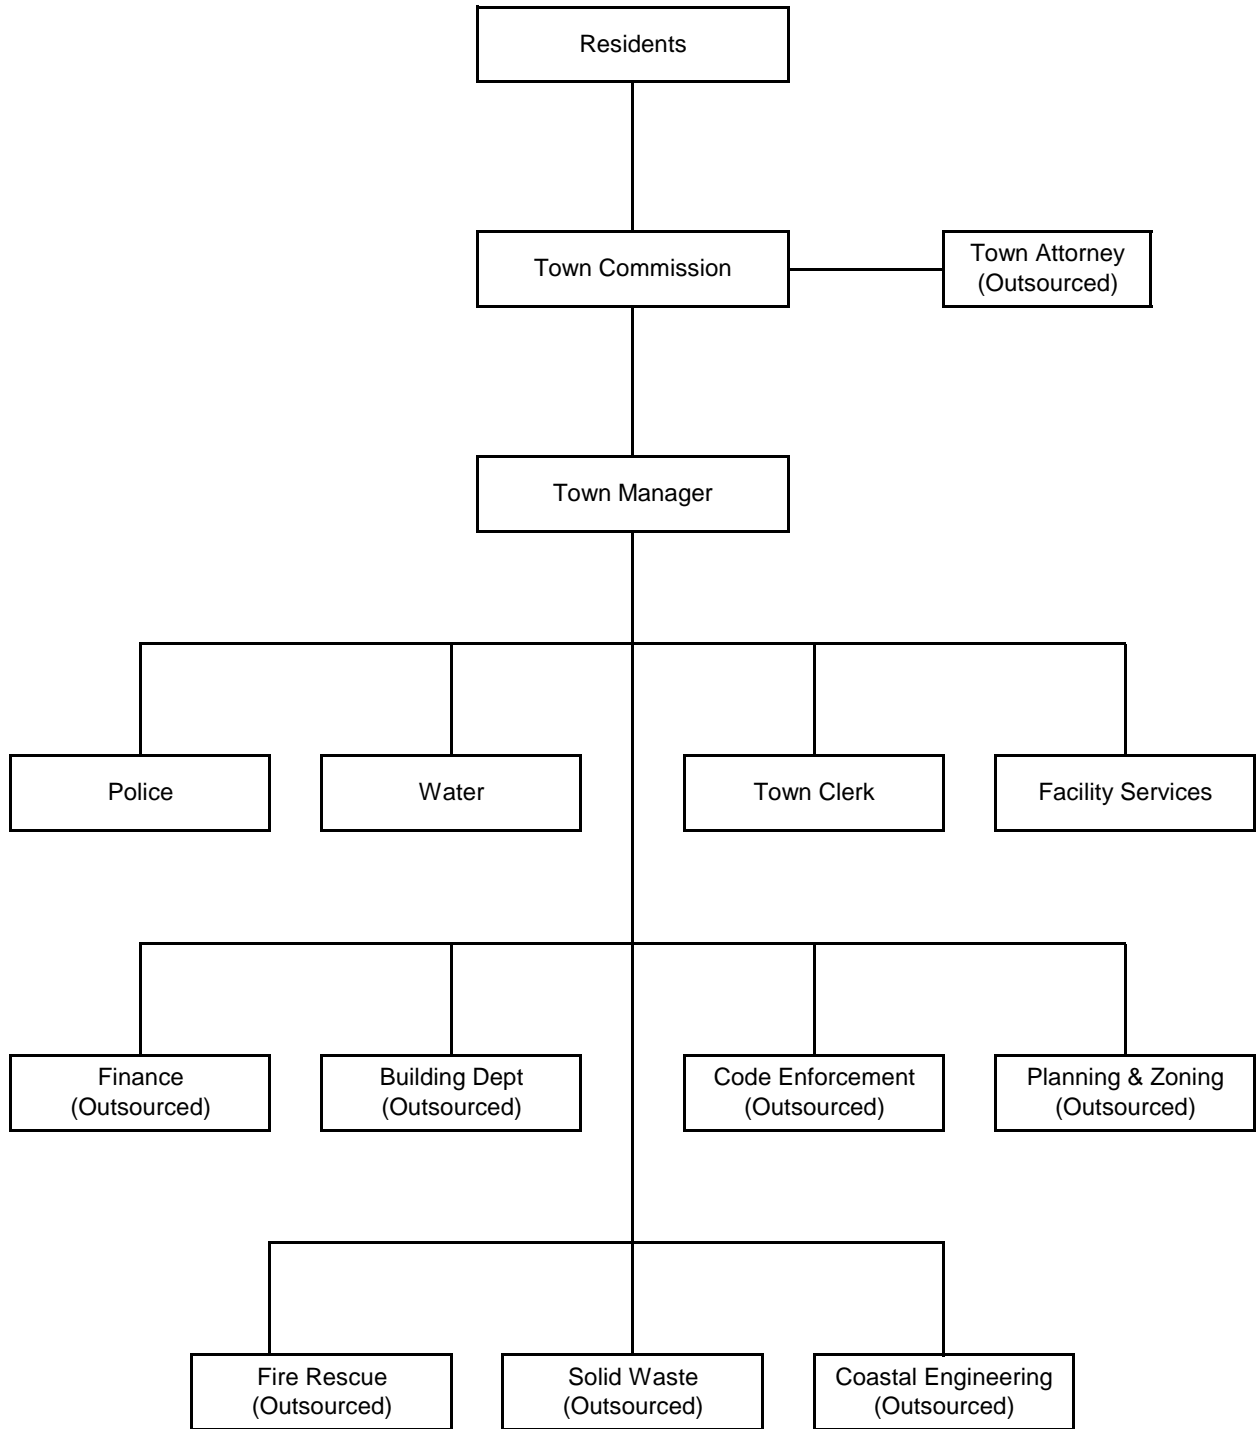 Residents
Town Commission
Town Attorney
(Outsourced)
Town Manager
Police
Water
Town Clerk
Facility Services
Finance
(Outsourced)
Building Dept
(Outsourced)
Code Enforcement
(Outsourced)
Planning & Zoning
(Outsourced)
Fire Rescue
(Outsourced)
Solid Waste
(Outsourced)
Coastal Engineering
(Outsourced)